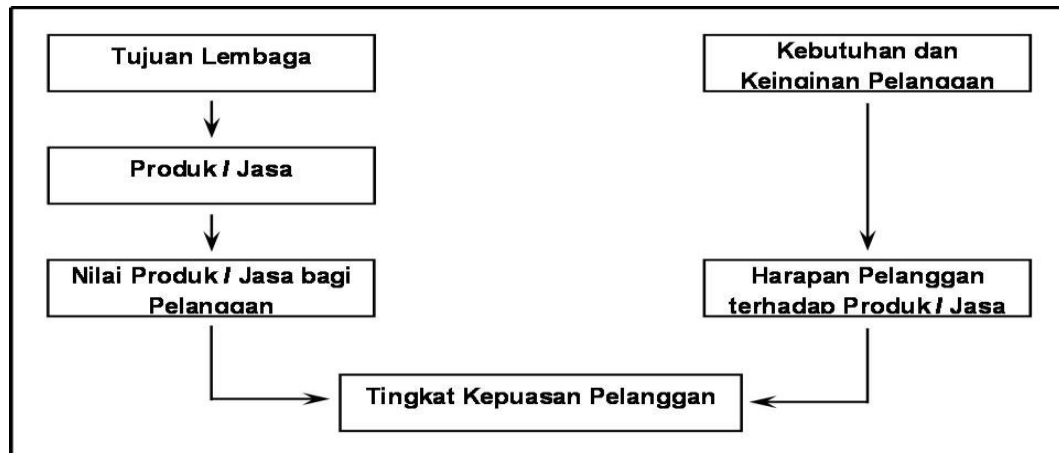 Tujuan Lembaga
Kebutuhan dan
Keinginan Pelanggan
Produk / Jasa
Nilai Produk / Jasa bagi
Pelanggan
Harapan Pelanggan
terhadap Produk / Jasa
Tingkat Kepuasan Pelanggan